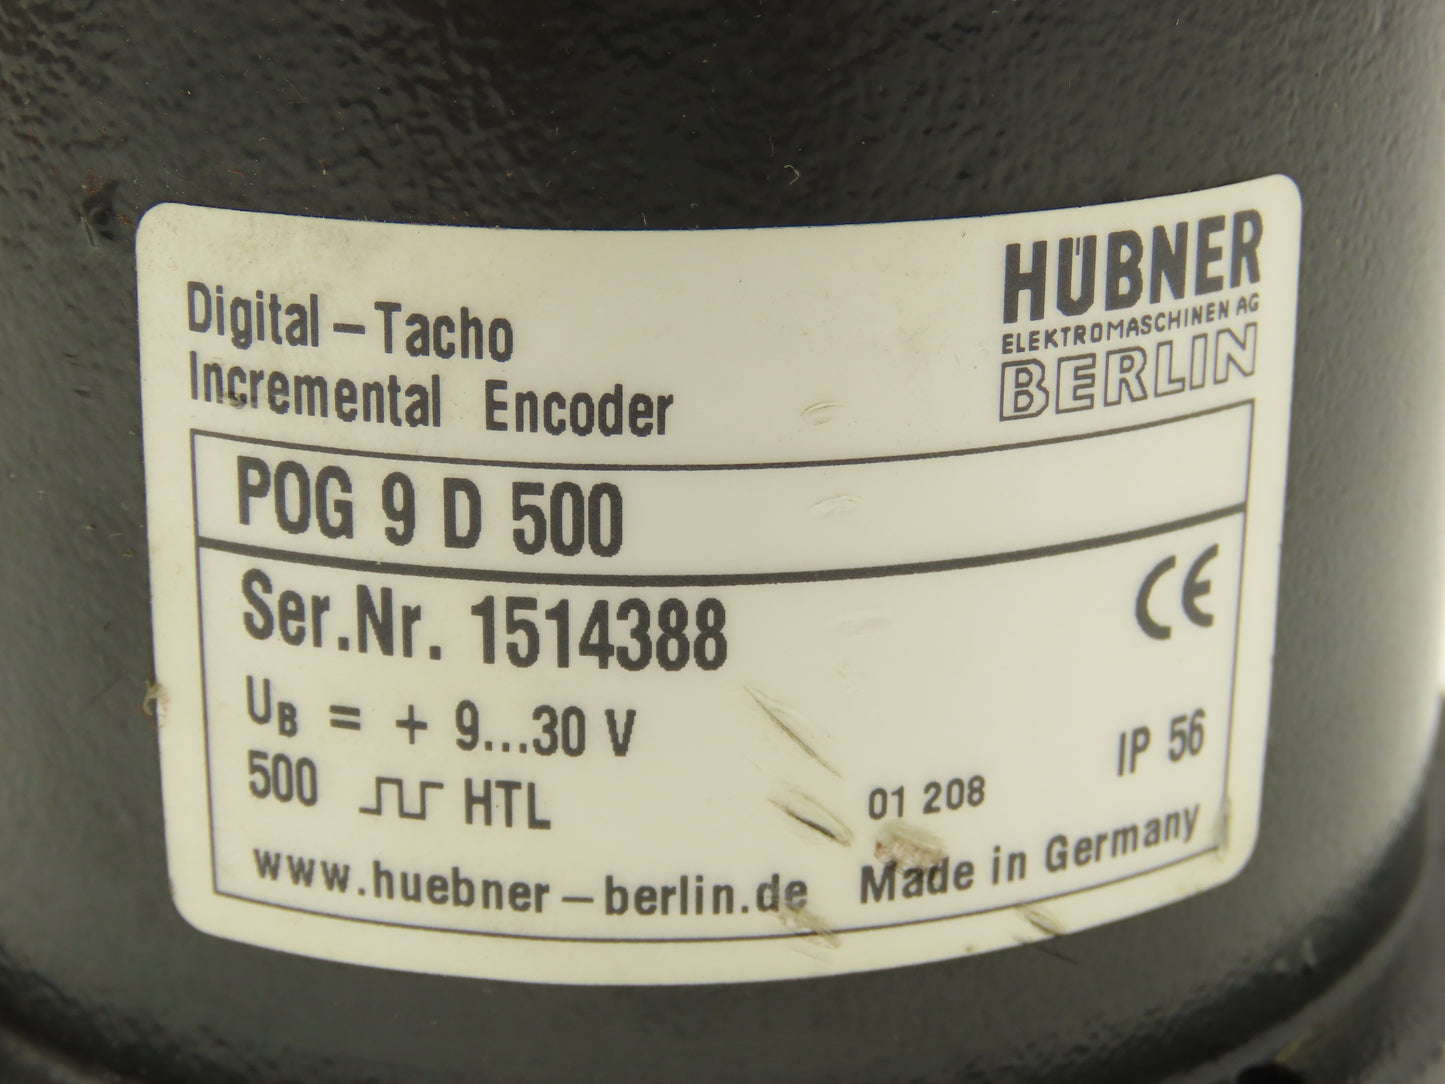 Digital – Tacho
Incremental Encoder
HÜBNER
ELEKTROMASCHINEN AG
BERLIN
POG 9 D 500
Ser.Nr. 1514388
CE
UB = + 9...30 V
IP 56
500 HTL
01 208
www.huebner–berlin.de
Made in Germany